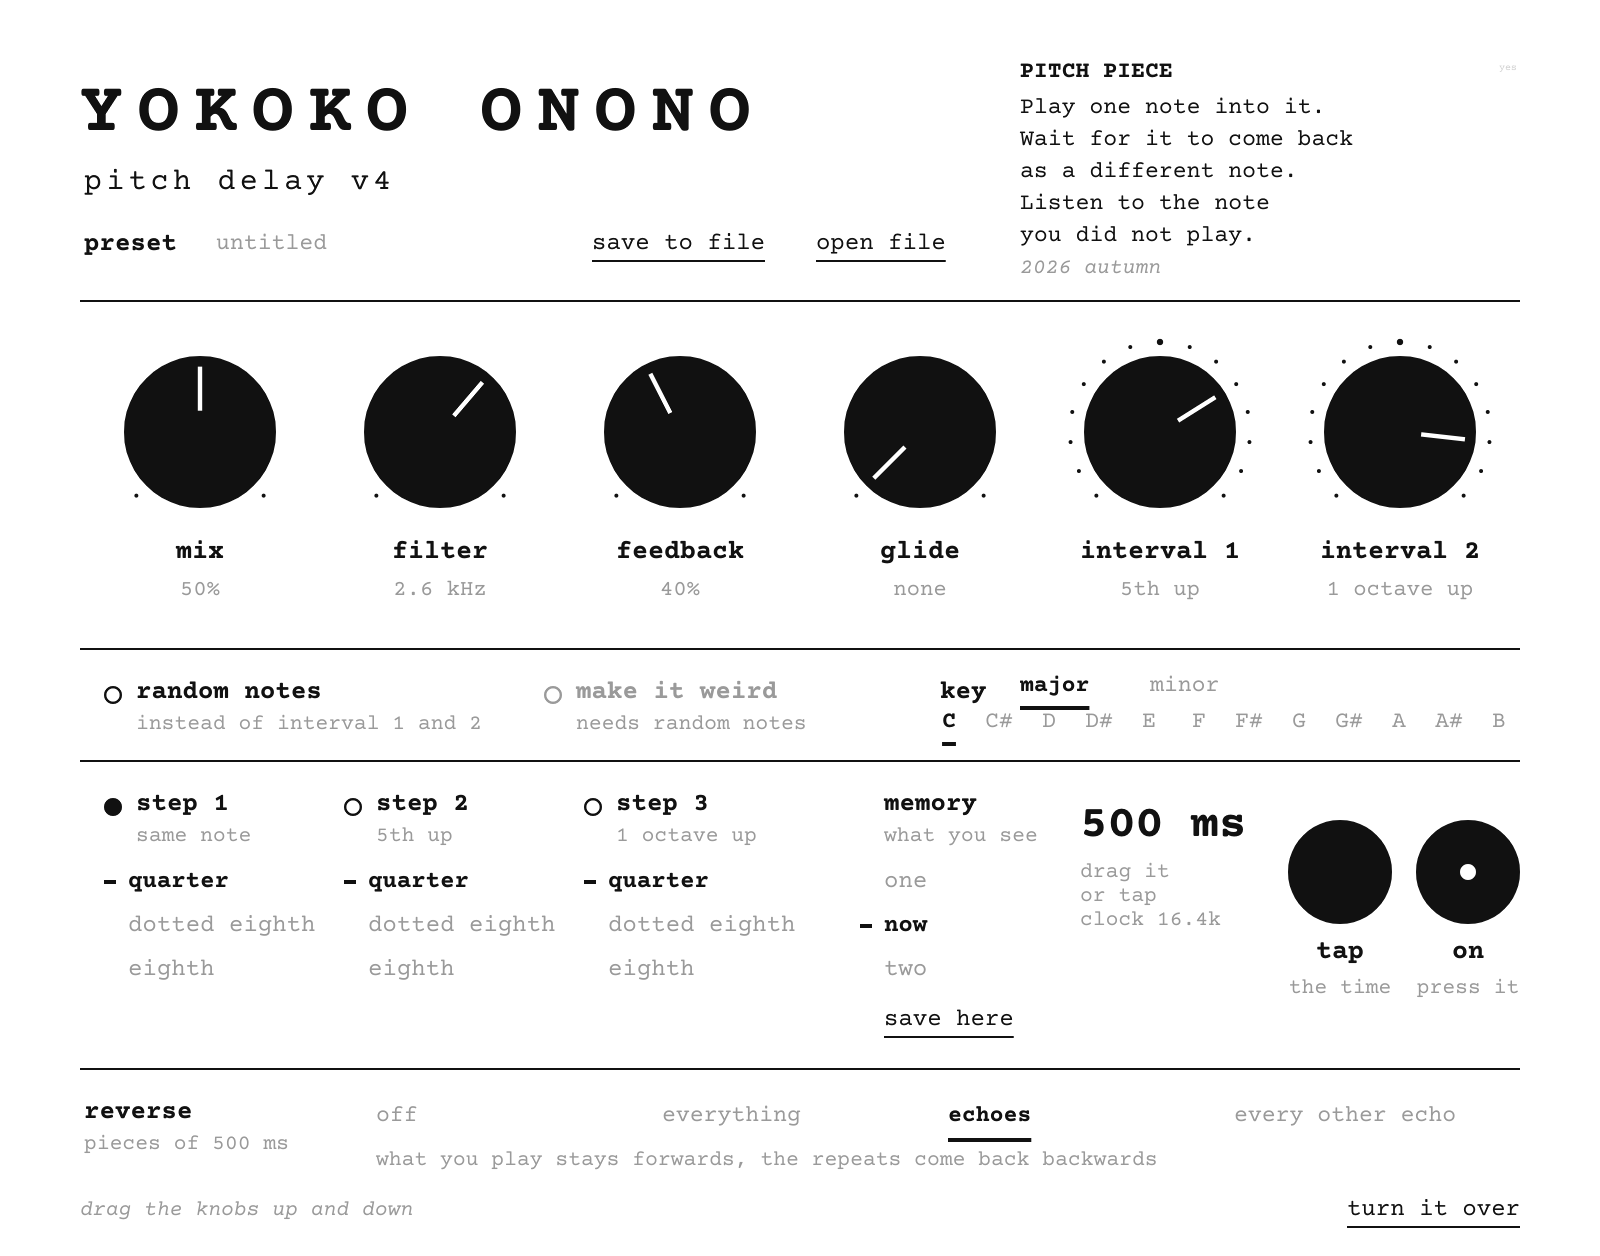 YOKOKO ONONO
pitch delay v4
preset untitled save to file open file
PITCH PIECE
Play one note into it.
Wait for it to come back
as a different note.
Listen to the note
you did not play.
2026 autumn
yes
mix filter feedback glide interval 1 interval 2
50% 2.6 kHz 40% none 5th up 1 octave up
random notes
instead of interval 1 and 2
make it weird
needs random notes
key major minor
C C# D D# E F F# G G# A A# B
step 1
same note
quarter
dotted eighth
eighth
step 2
5th up
quarter
dotted eighth
eighth
step 3
1 octave up
quarter
dotted eighth
eighth
memory
what you see
one
now
two
save here
500 ms
drag it
or tap
clock 16.4k
tap
the time
on
press it
reverse
pieces of 500 ms
off everything echoes every other echo
what you play stays forwards, the repeats come back backwards
drag the knobs up and down
turn it over